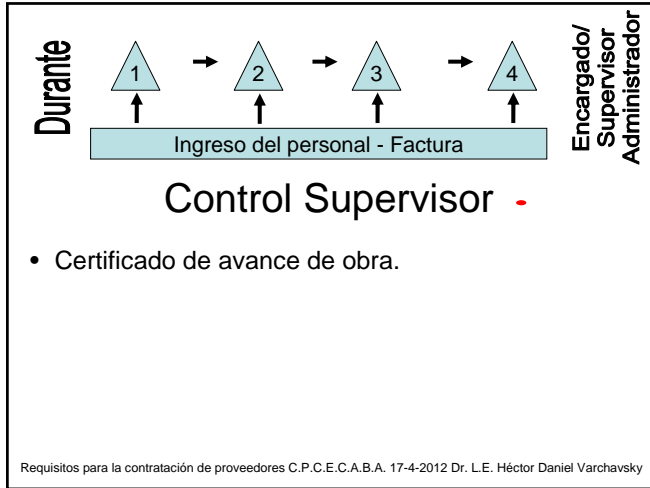 Durante
1
2
3
4
Encargado/
Supervisor
Administrador
Ingreso del personal - Factura
Control Supervisor
• Certificado de avance de obra.
Requisitos para la contratación de proveedores C.P.C.E.C.A.B.A. 17-4-2012 Dr. L.E. Héctor Daniel Varchavsky